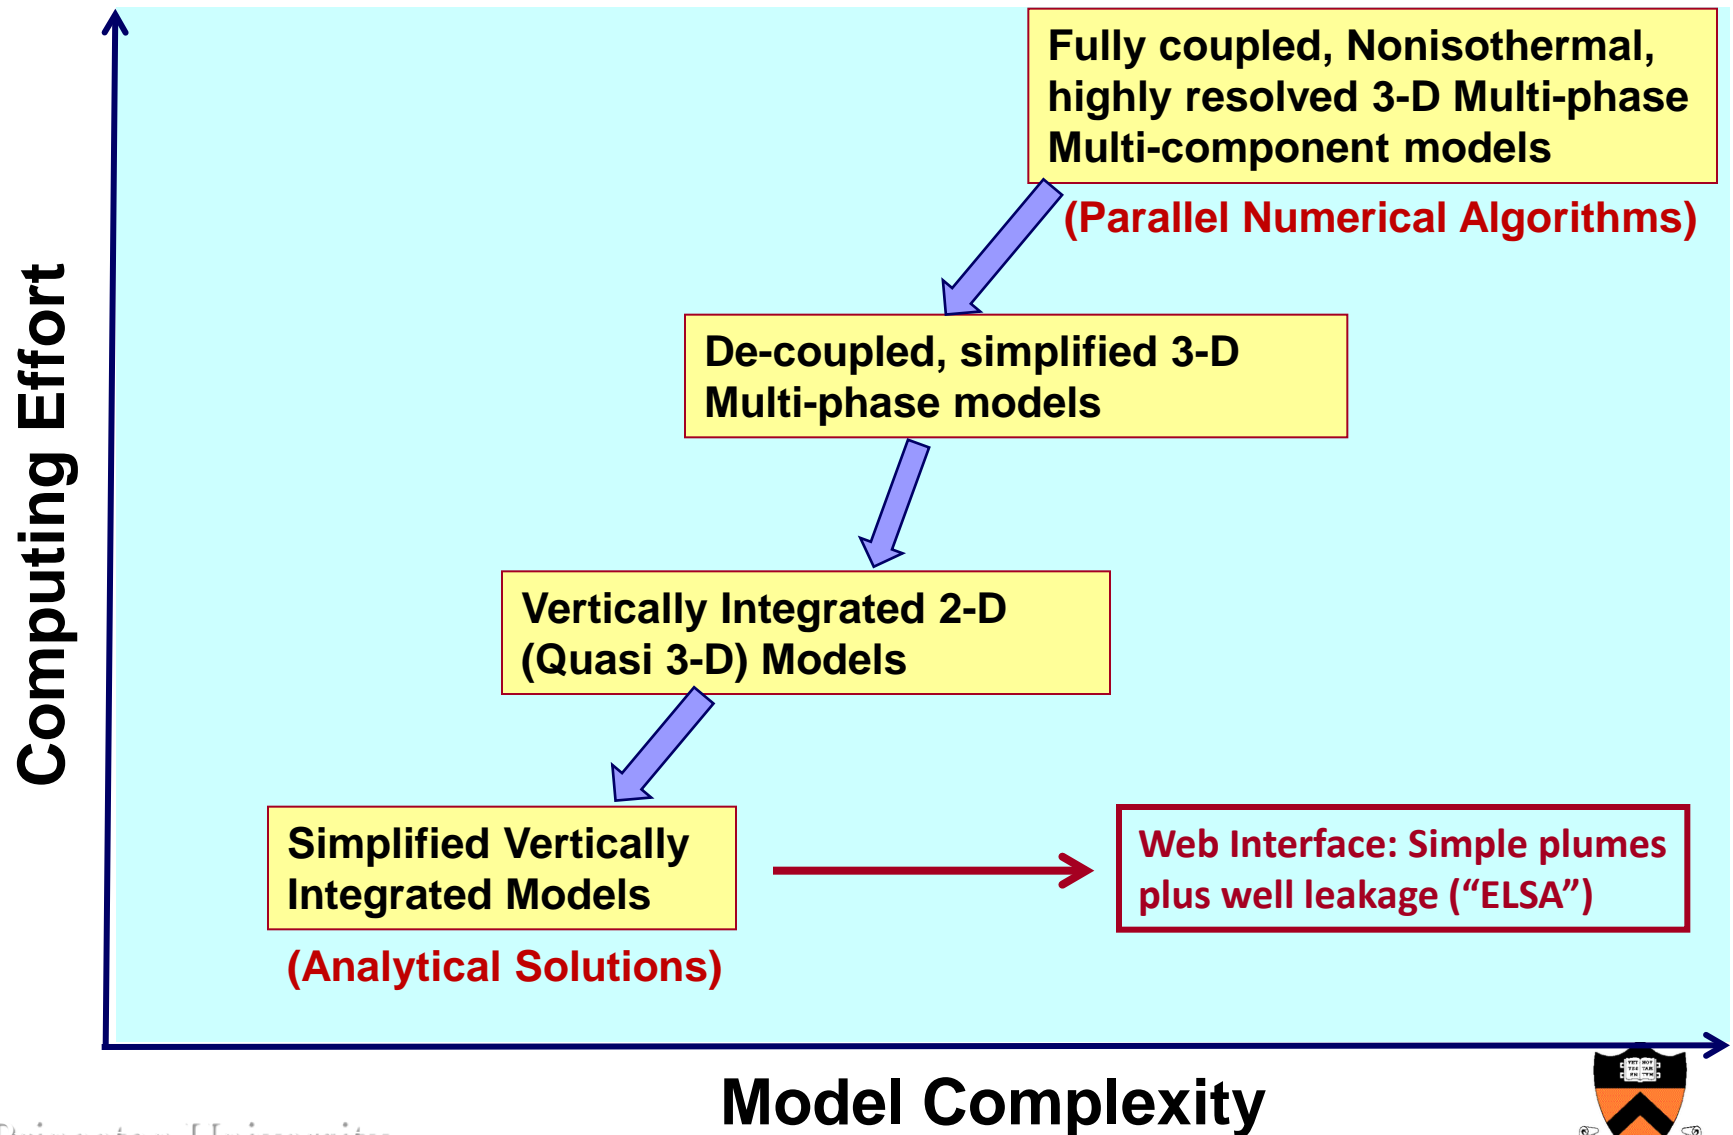 Fully coupled, Nonisothermal,
highly resolved 3-D Multi-phase
Multi-component models
(Parallel Numerical Algorithms)
De-coupled, simplified 3-D
Multi-phase models
Vertically Integrated 2-D
(Quasi 3-D) Models
Simplified Vertically
Integrated Models
(Analytical Solutions)
Web Interface: Simple plumes
plus well leakage (“ELSA”)
Computing Effort
Model Complexity